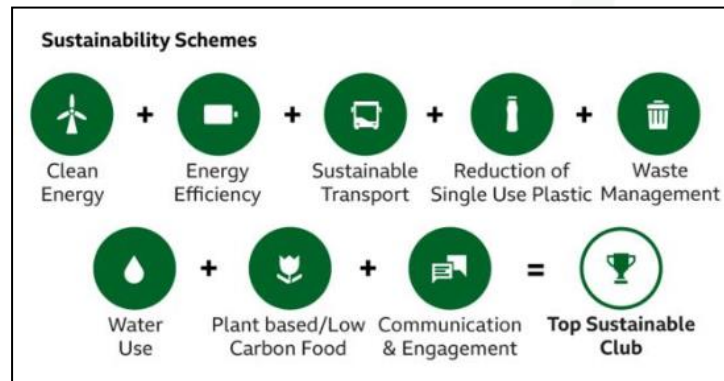 Sustainability Schemes
+ + + +
Clean Energy Sustainable Reduction of Waste
Energy Efficiency Transport Single Use Plastic Management
+ + =
Water Plant based/Low Communication Top Sustainable
Use Carbon Food & Engagement Club